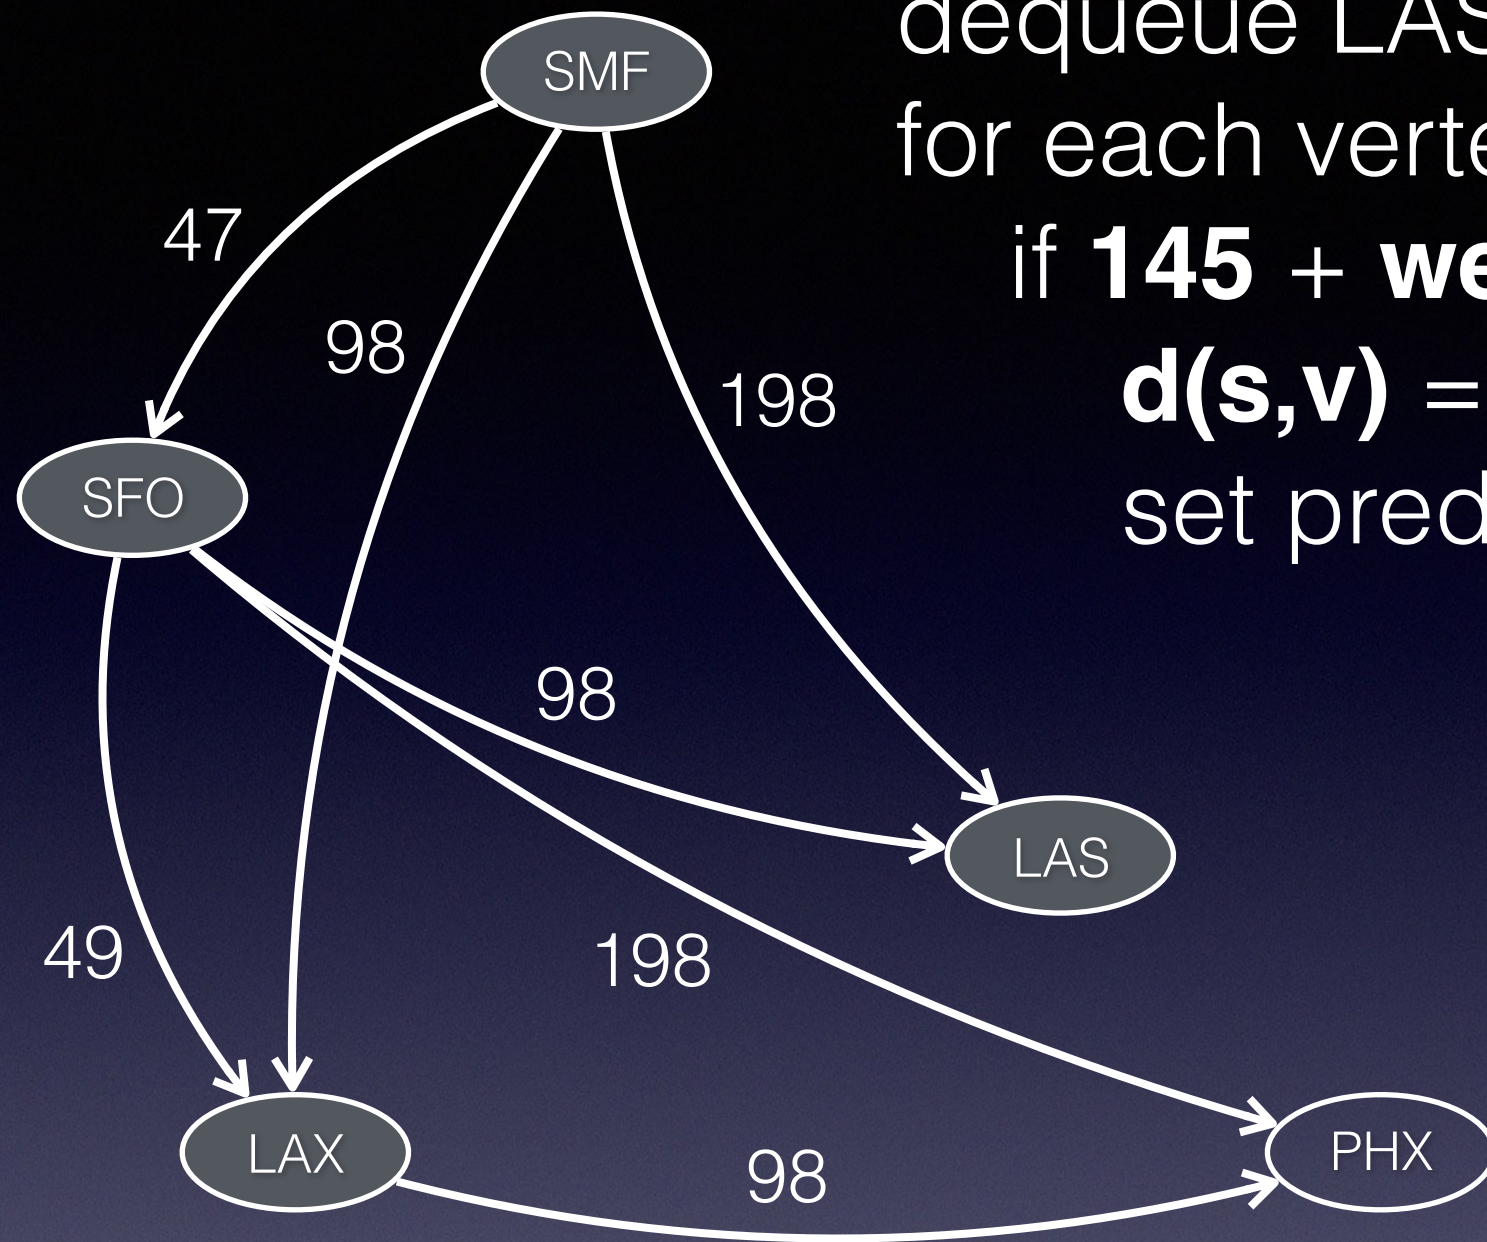 dequeue LAS
for each verte
if 145 + we
d(s,v) =
set pred
SMF
47
98
198
SFO
98
LAS
49
198
LAX
98
PHX